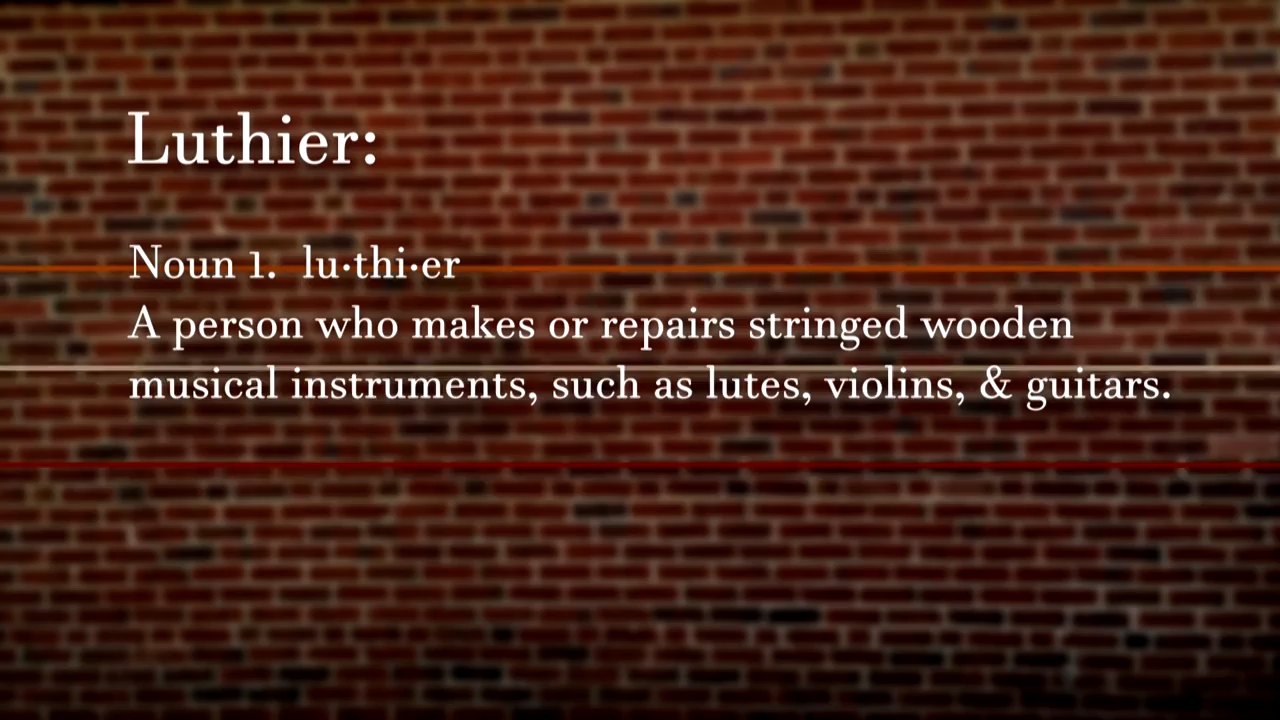 Luthier:
Noun 1. lu·thi·er
A person who makes or repairs stringed wooden
musical instruments, such as lutes, violins, & guitars.